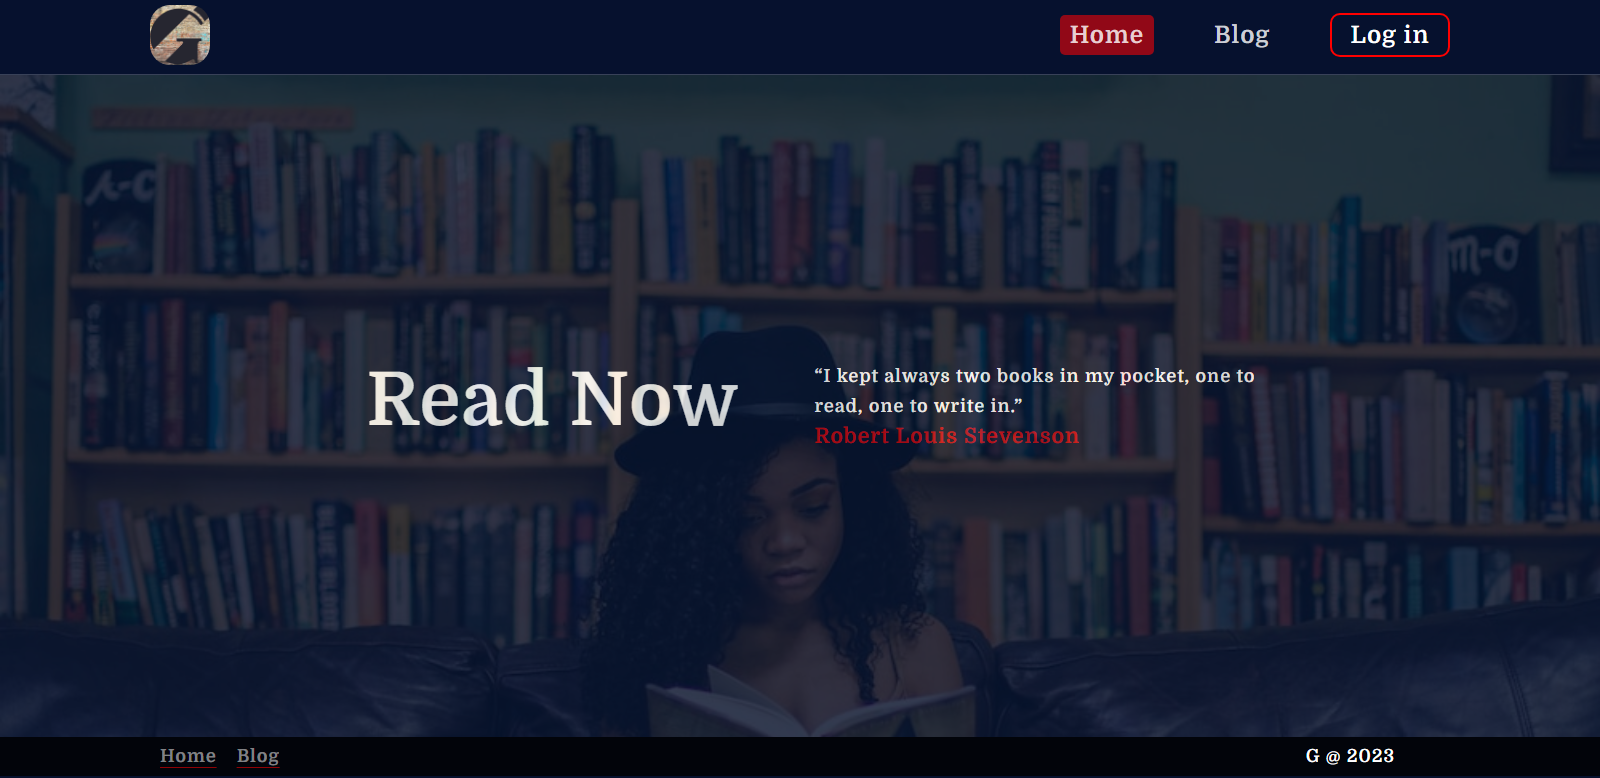 G
Home Blog Log in
A-C
m-o
Read Now
“I kept always two books in my pocket, one to
read, one to write in.”
Robert Louis Stevenson
Home Blog
G @ 2023